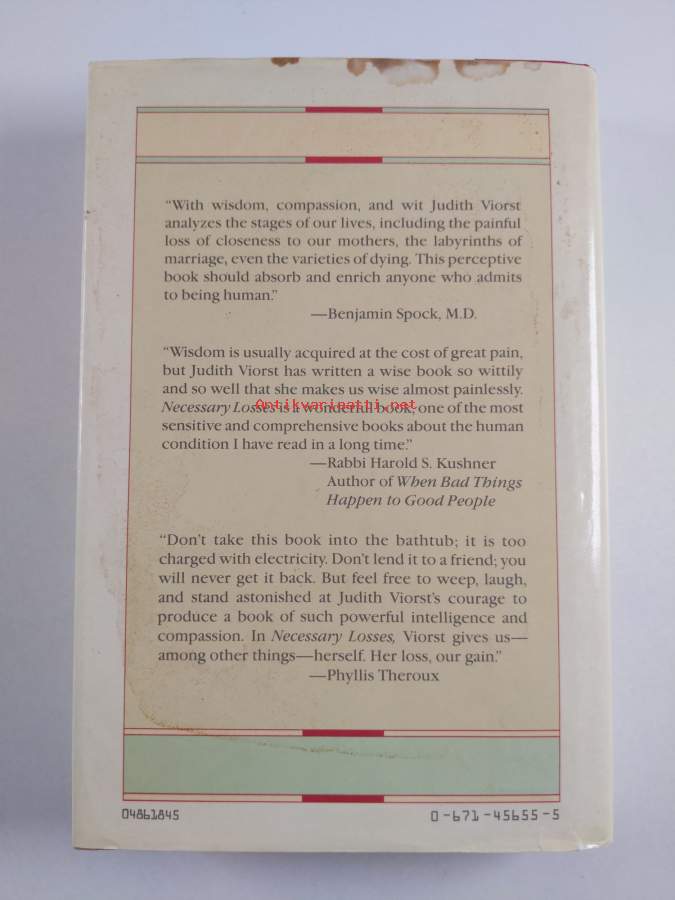 “With wisdom, compassion, and wit Judith Viorst
analyzes the stages of our lives, including the painful
loss of closeness to our mothers, the labyrinths of
marriage, even the varieties of dying. This perceptive
book should absorb and enrich anyone who admits
to being human.”
—Benjamin Spock, M.D.
“Wisdom is usually acquired at the cost of great pain,
but Judith Viorst has written a wise book so wittily
and so well that she makes us wise almost painlessly.
Necessary Losses is a wonderful book, one of the most
Antikvariaatti.net
sensitive and comprehensive books about the human
condition I have read in a long time.”
—Rabbi Harold S. Kushner
Author of When Bad Things
Happen to Good People
“Don’t take this book into the bathtub; it is too
charged with electricity. Don’t lend it to a friend; you
will never get it back. But feel free to weep, laugh,
and stand astonished at Judith Viorst’s courage to
produce a book of such powerful intelligence and
compassion. In Necessary Losses, Viorst gives us—
among other things—herself. Her loss, our gain.”
—Phyllis Theroux
04861845
0-671-45655-5